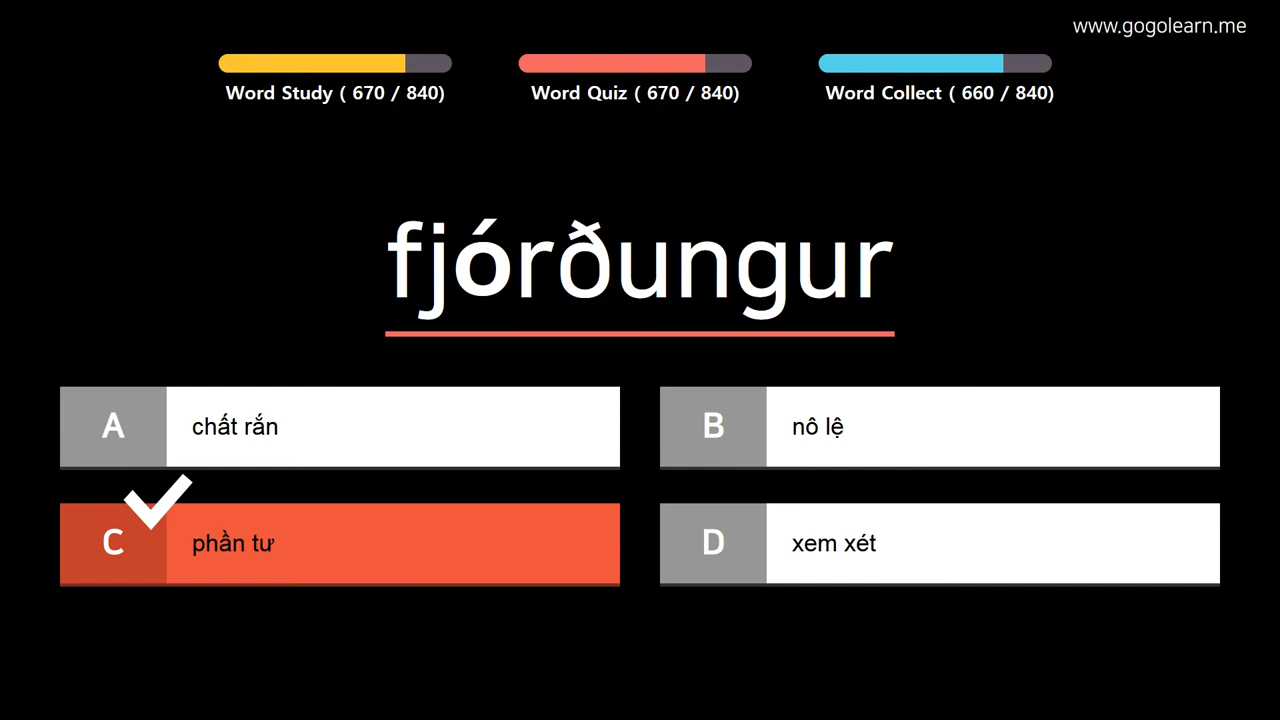 www.gogolearn.me
Word Study ( 670 / 840)
Word Quiz ( 670 / 840)
Word Collect ( 660 / 840)
fjórðungur
A chất rắn
B nô lệ
C phần tư
D xem xét